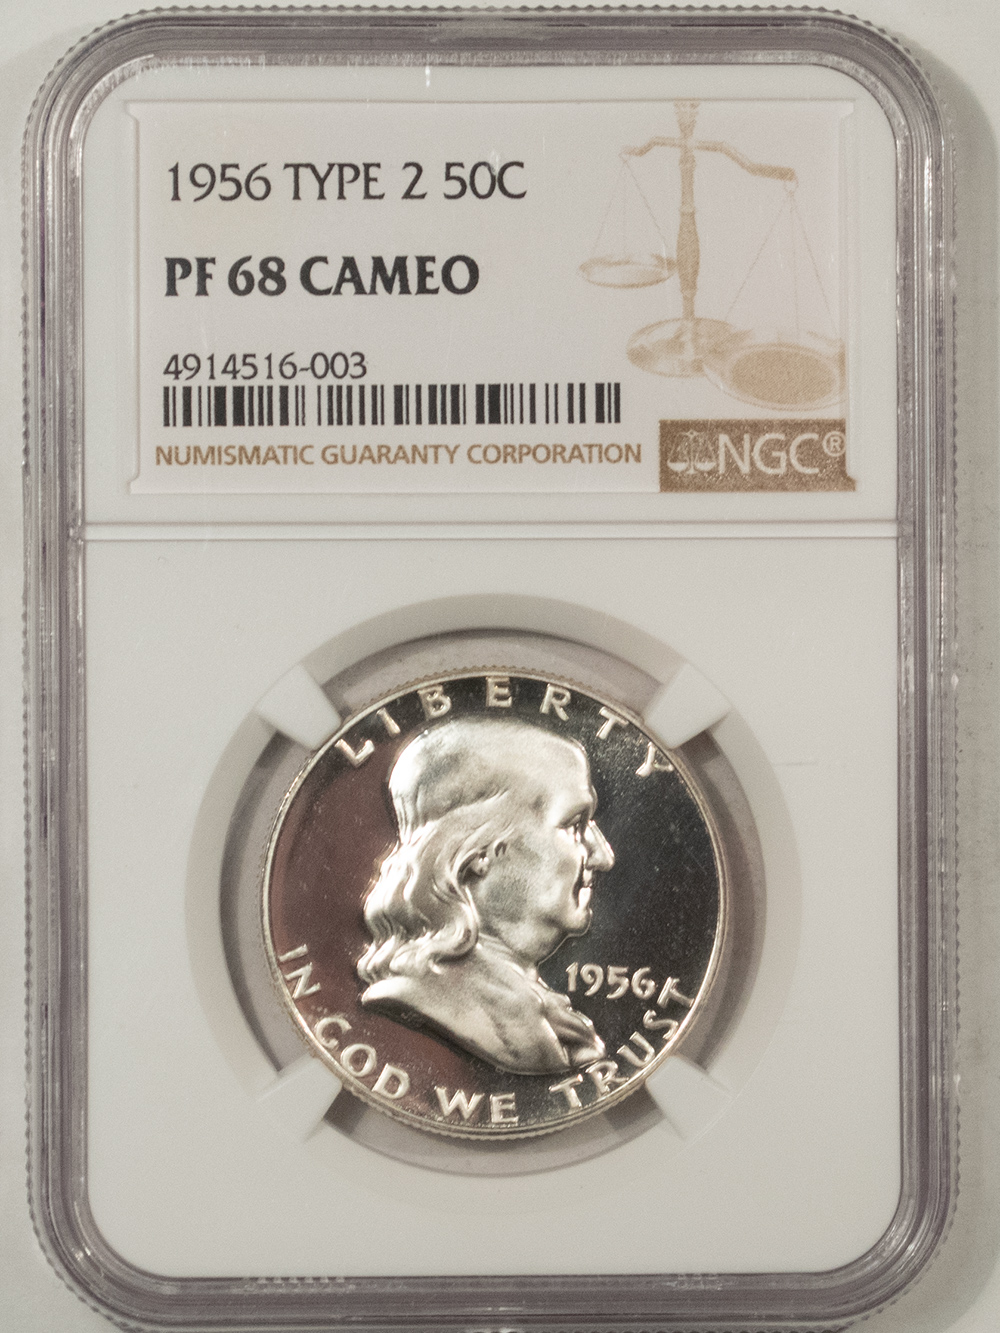 1956 TYPE 2 50C
PF 68 CAMEO
4914516-003
NUMISMATIC GUARANTY CORPORATION
NGC®
LIBERTY
1956
IN GOD WE TRUST